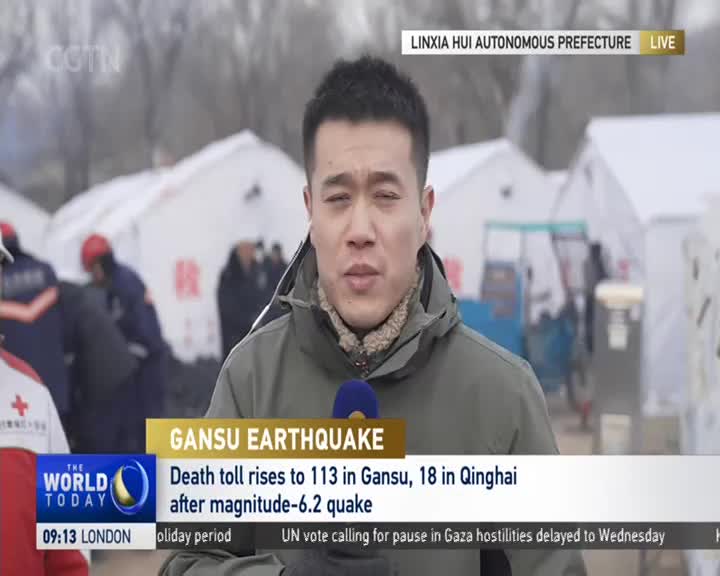 CGTN
LINXIA HUI AUTONOMOUS PREFECTURE LIVE
救
GANSU EARTHQUAKE
Death toll rises to 113 in Gansu, 18 in Qinghai
after magnitude-6.2 quake
THE
WORLD
TODAY
09:13 LONDON
oliday period UN vote calling for pause in Gaza hostilities delayed to Wednesday